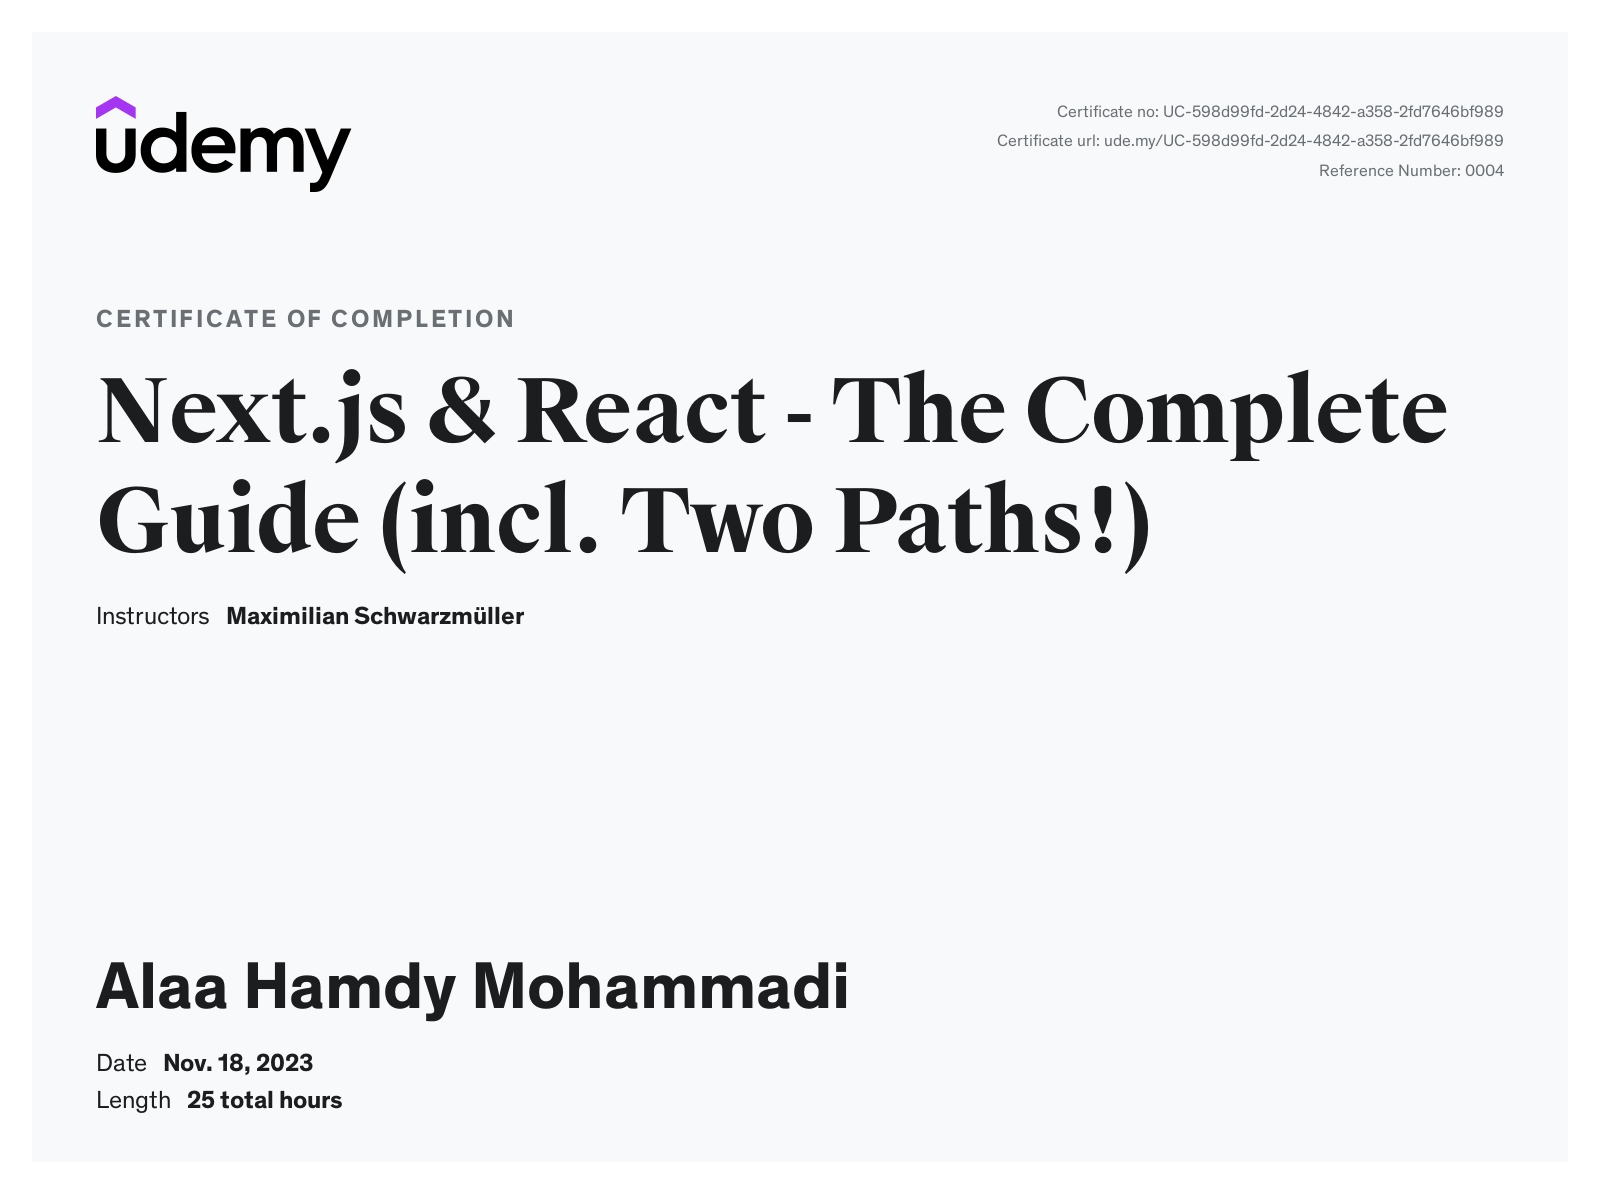 udemy
Certificate no: UC-598d99fd-2d24-4842-a358-2fd7646bf989
Certificate url: ude.my/UC-598d99fd-2d24-4842-a358-2fd7646bf989
Reference Number: 0004
CERTIFICATE OF COMPLETION
Next.js & React - The Complete
Guide (incl. Two Paths!)
Instructors Maximilian Schwarzmüller
Alaa Hamdy Mohammadi
Date Nov. 18, 2023
Length 25 total hours